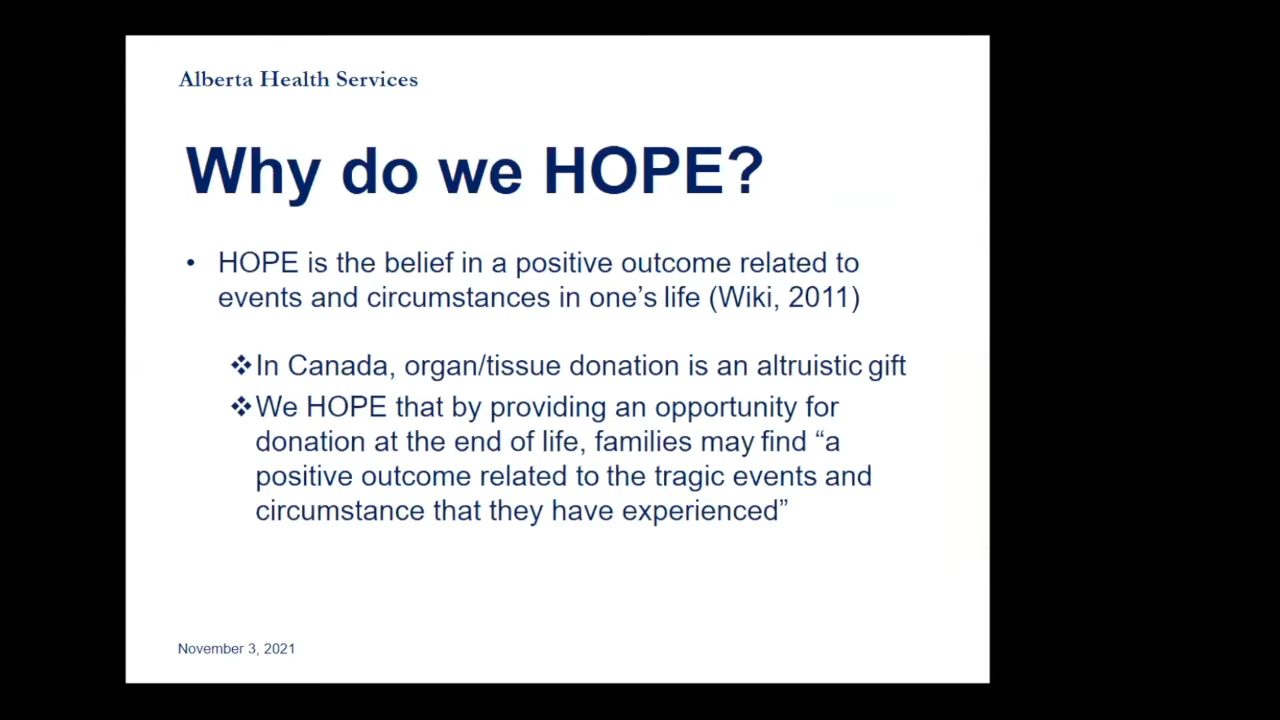 Alberta Health Services
Why do we HOPE?
• HOPE is the belief in a positive outcome related to
events and circumstances in one’s life (Wiki, 2011)
❖In Canada, organ/tissue donation is an altruistic gift
❖We HOPE that by providing an opportunity for
donation at the end of life, families may find “a
positive outcome related to the tragic events and
circumstance that they have experienced”
November 3, 2021